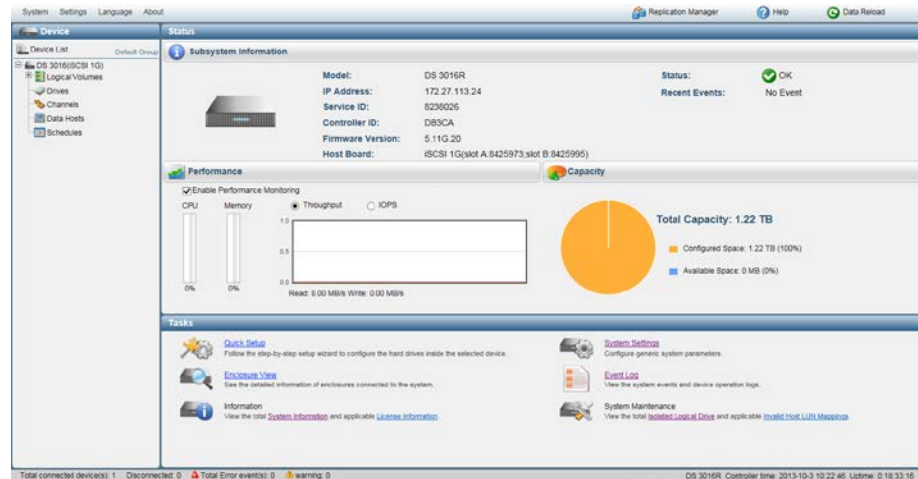 System Settings Language About
Replication Manager Help Data Reload
Device
Status
Device List Default Group
DS 3016(iSCSI 1G)
Logical Volumes
Drives
Channels
Data Hosts
Schedules
Subsystem Information
Model: DS 3016R
IP Address: 172.27.113.24
Service ID: 8238026
Controller ID: DB3CA
Firmware Version: 5.11G.20
Host Board: iSCSI 1G(slot A:8425973;slot B:8425995)
Status: OK
Recent Events: No Event
Performance
Enable Performance Monitoring
CPU Memory Throughput IOPS
1.0
0.5
0.0
0% 0%
Read: 0.00 MB/s Write: 0.00 MB/s
Capacity
Total Capacity: 1.22 TB
Configured Space: 1.22 TB (100%)
Available Space: 0 MB (0%)
Tasks
Quick Setup
Follow the step-by-step setup wizard to configure the hard drives inside the selected device.
Enclosure View
See the detailed information of enclosures connected to the system.
Information
View the total System Information and applicable License Information.
System Settings
Configure generic system parameters.
Event Log
View the system events and device operation logs.
System Maintenance
View the total Isolated Logical Drive and applicable Invalid Host LUN Mappings.
Total connected device(s): 1 Disconnected: 0 Total Error event(s): 0 warning: 0
DS 3016R Controller time: 2013-10-3 10:22:46 Uptime: 0:18:33:16